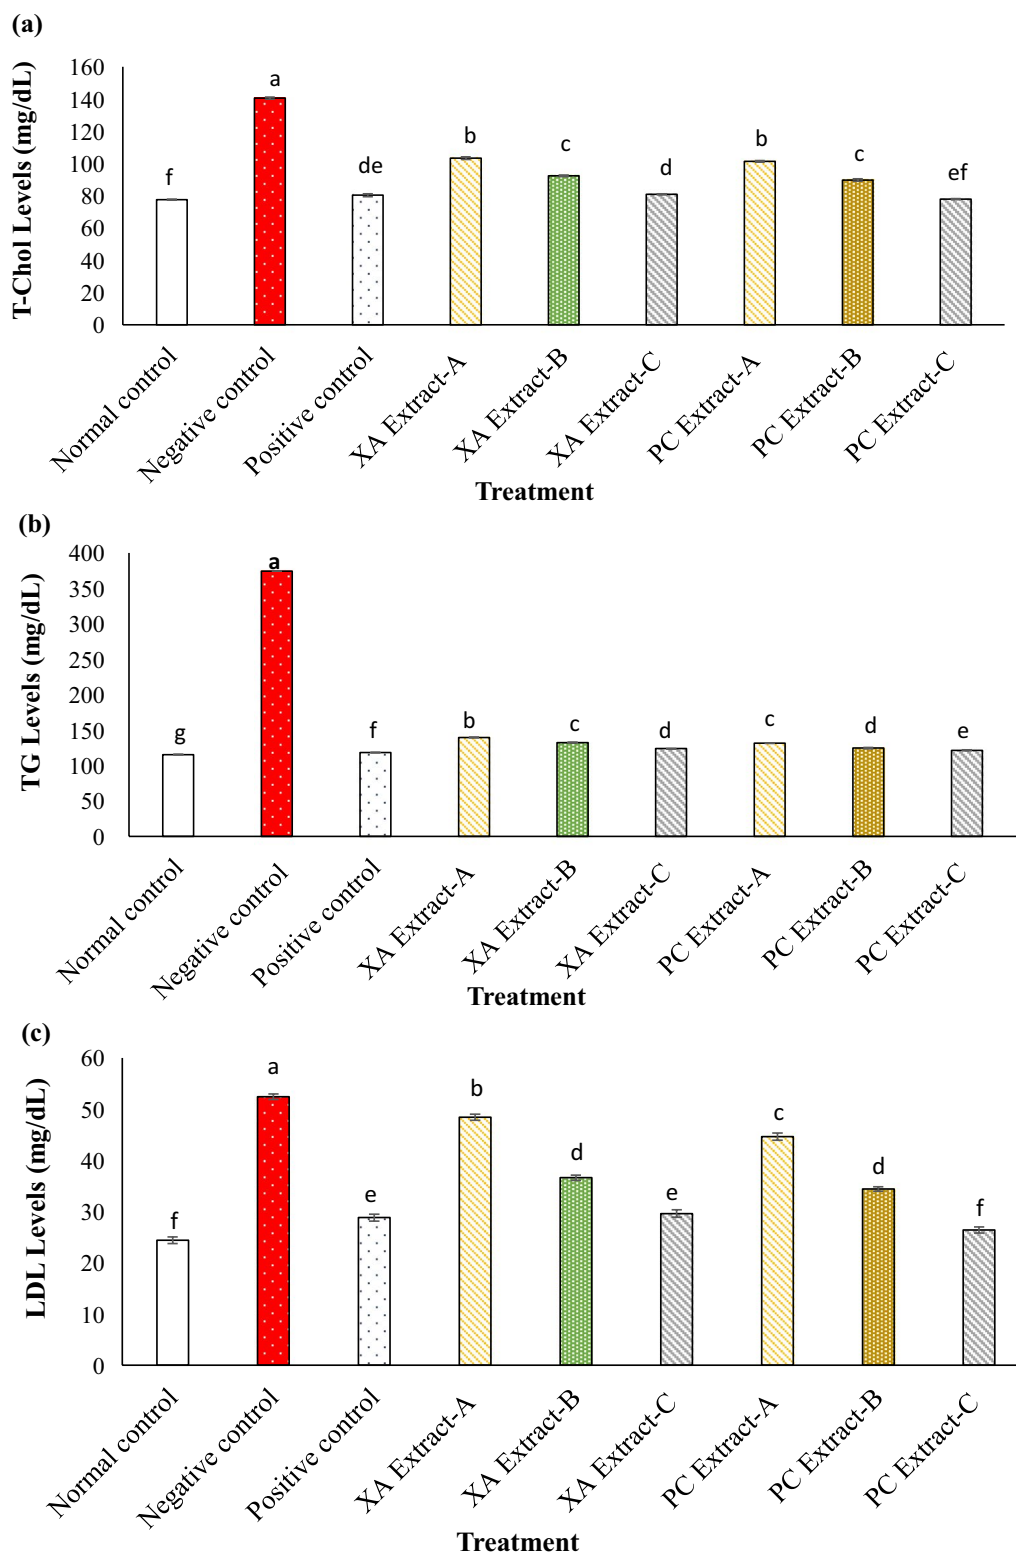 (a)
T-Chol Levels (mg/dL)
160
140
120
100
80
60
40
20
0
f
a
de
b
c
d
b
c
ef
Normal control
Negative control
Positive control
XA Extract-A
XA Extract-B
XA Extract-C
PC Extract-A
PC Extract-B
PC Extract-C
Treatment
(b)
TG Levels (mg/dL)
400
350
300
250
200
150
100
50
0
g
a
f
b
c
d
c
d
e
Normal control
Negative control
Positive control
XA Extract-A
XA Extract-B
XA Extract-C
PC Extract-A
PC Extract-B
PC Extract-C
Treatment
(c)
LDL Levels (mg/dL)
60
50
40
30
20
10
0
f
a
e
b
d
e
c
d
f
Normal control
Negative control
Positive control
XA Extract-A
XA Extract-B
XA Extract-C
PC Extract-A
PC Extract-B
PC Extract-C
Treatment